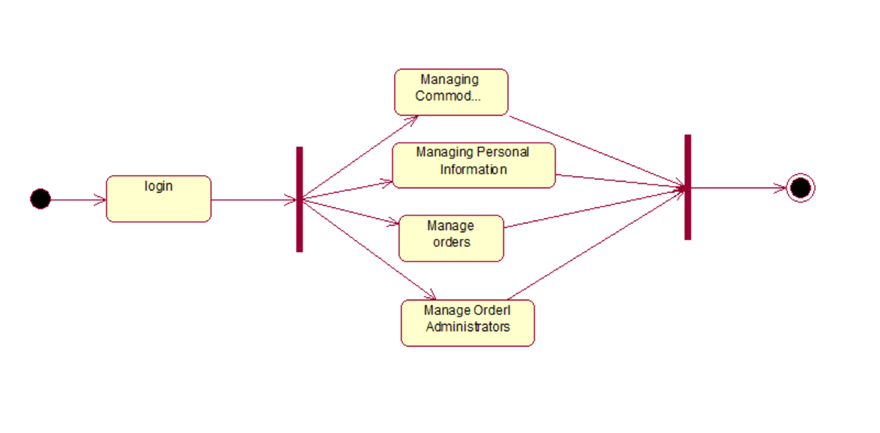 login
Managing
Commod...
Managing Personal
Information
Manage
orders
Manage Orderl
Administrators